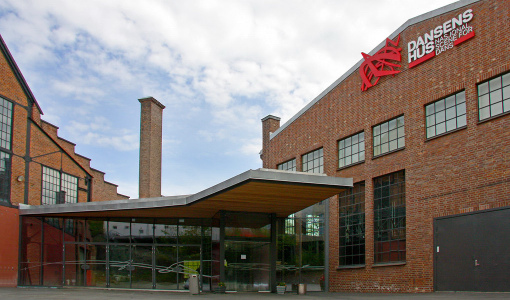 DANSENS
HUS
NASJONAL
SCENE FOR
DANS